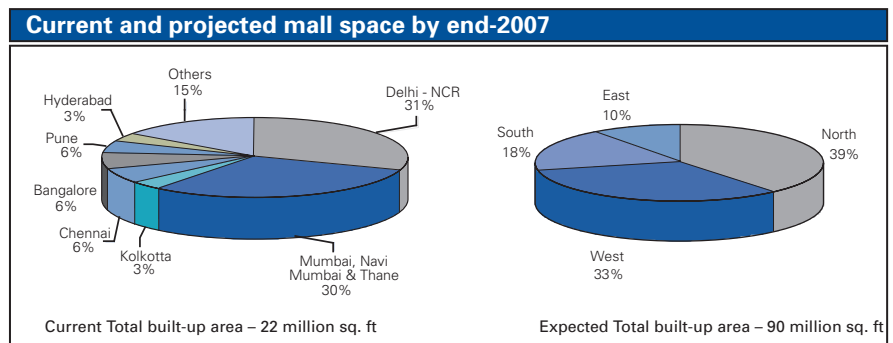 Current and projected mall space by end-2007
Others
15%
Delhi - NCR
31%
Hyderabad
3%
Pune
6%
Bangalore
6%
Chennai
6%
Kolkotta
3%
Mumbai, Navi
Mumbai & Thane
30%
Current Total built-up area – 22 million sq. ft
East
10%
South
18%
North
39%
West
33%
Expected Total built-up area – 90 million sq. ft